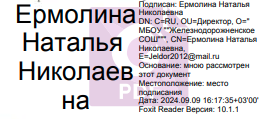 Ермолина
Наталья
Николаев
на
Подписан: Ермолина Наталья
Николаевна
DN: C=RU, OU=Директор, O="
МБОУ ""Железнодорожненское
СОШ""", CN=Ермолина Наталья
Николаевна,
E=Jeldor2012@mail.ru
Основание: мною рассмотрен
этот документ
Местоположение: место
подписания
Дата: 2024.09.09 16:17:35+03'00'
Foxit Reader Версия: 10.1.1